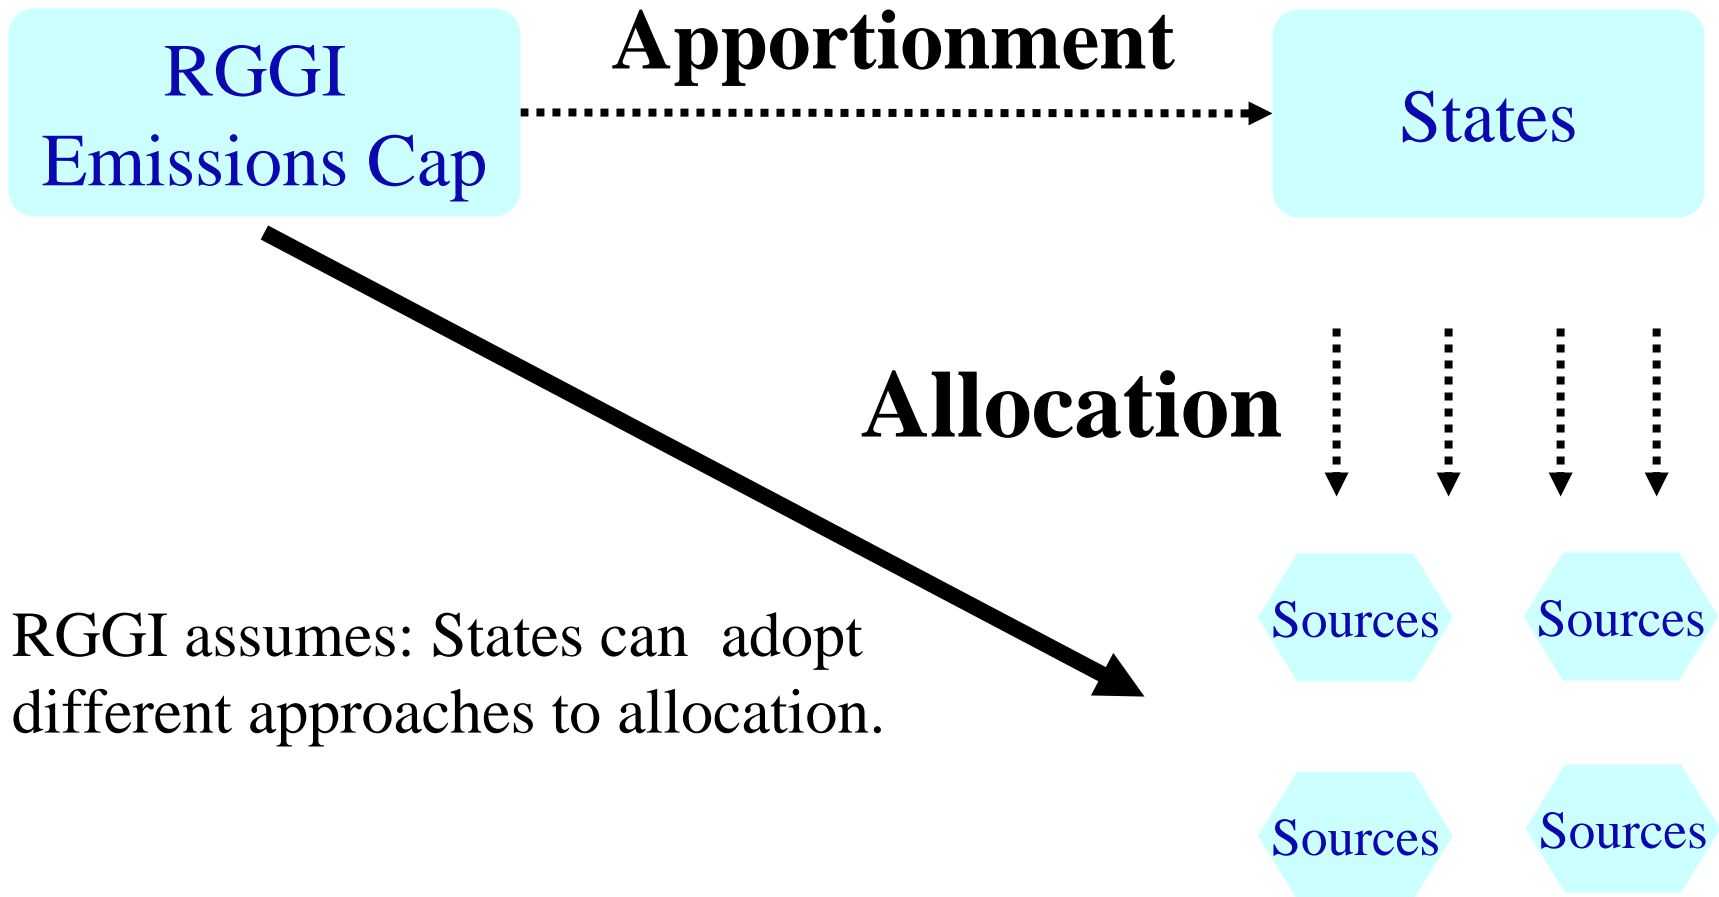 RGGI
Emissions Cap
Apportionment
States
Allocation
RGGI assumes: States can  adopt
different approaches to allocation.
Sources
Sources
Sources
Sources